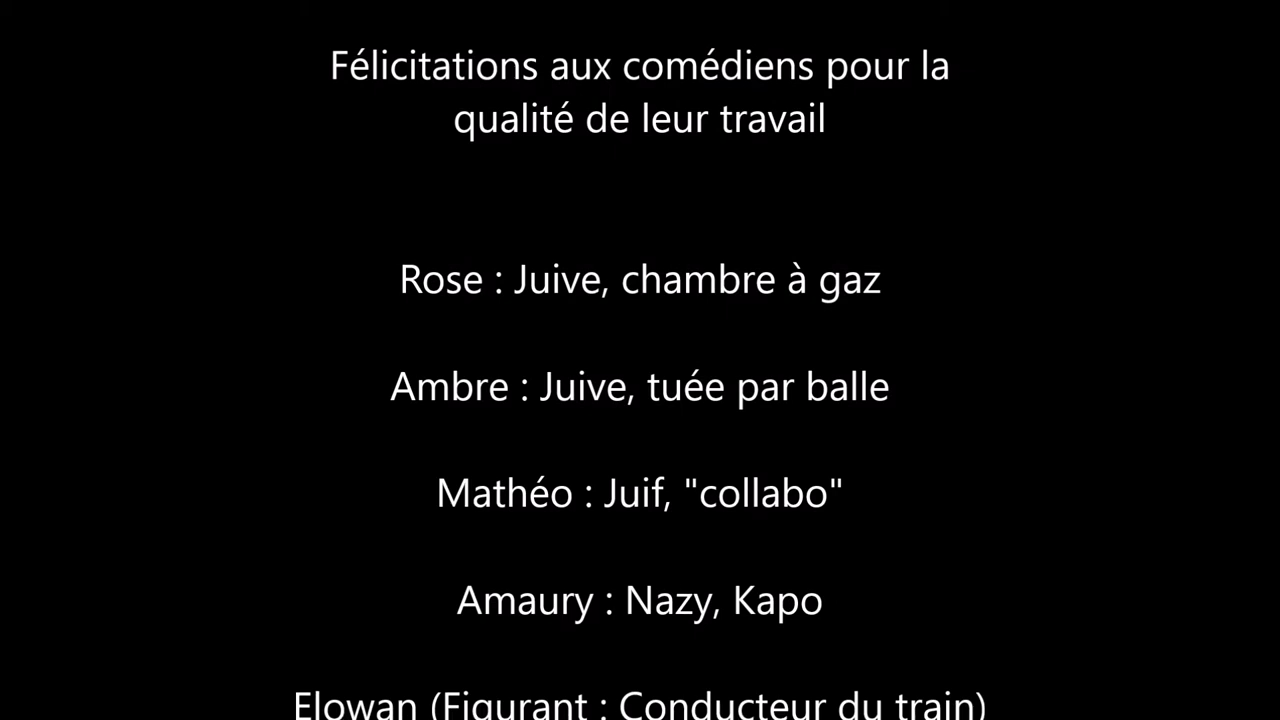 Félicitations aux comédiens pour la
qualité de leur travail
Rose : Juive, chambre à gaz
Ambre : Juive, tuée par balle
Mathéo : Juif, "collabo"
Amaury : Nazy, Kapo
Elowan (Figurant : Conducteur du train)